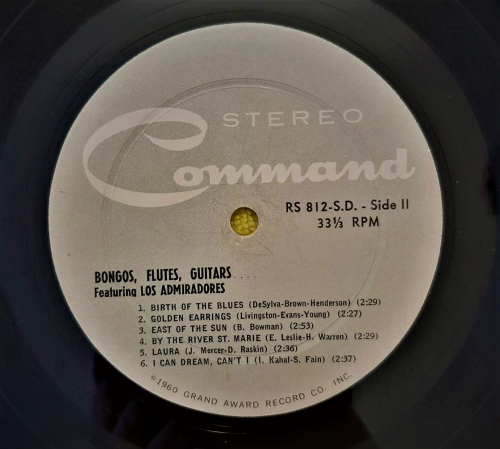 STEREO
Command
RS 812-S.D. - Side II
33⅓ RPM
BONGOS, FLUTES, GUITARS....
Featuring LOS ADMIRADORES
1. BIRTH OF THE BLUES (DeSylva-Brown-Henderson) (2:29)
2. GOLDEN EARRINGS (Livingston-Evans-Young) (2:27)
3. EAST OF THE SUN (B. Bowman) (2:53)
4. BY THE RIVER ST. MARIE (E. Leslie-H. Warren) (2:29)
5. LAURA (J. Mercer-D. Raskin) (2:36)
6. I CAN DREAM, CAN'T I (I. Kahal-S. Fain) (2:37)
©1960 GRAND AWARD RECORD CO. INC.